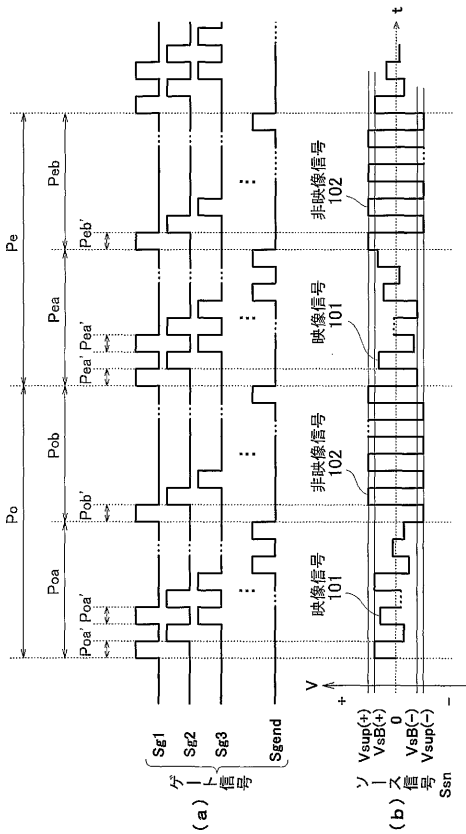 Po
Pe
Poa
Pob
Pea
Peb
Poa' Poa'
Pob'
Pea' Pea'
Peb'
Sg1
Sg2
Sg3
Sgend
ゲート信号
(a)
映像信号
101
非映像信号
102
映像信号
101
非映像信号
102
V
+
Vsup(+)
VsB(+)
0
VsB(-)
Vsup(-)
-
t
ソース信号
Ssn
(b)